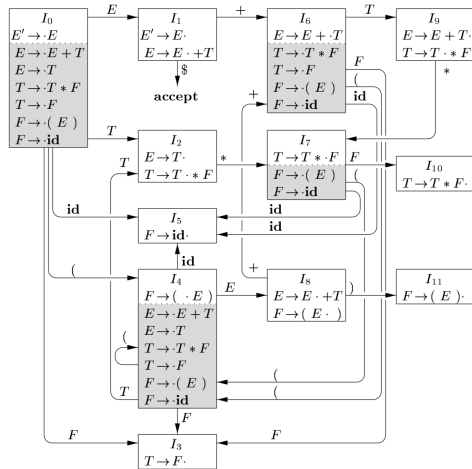 I0
E′ → ·E
E → ·E + T
E → ·T
T → ·T * F
T → ·F
F → ·( E )
F → ·id
E
I1
E′ → E·
E → E · +T
$
accept
+
I6
E → E + ·T
T → ·T * F
T → ·F
F → ·( E )
F → ·id
T
F
(
id
I9
E → E + T·
T → T · * F
*
T
I2
E → T·
T → T · * F
T
*
+
I7
T → T * ·F
F → ·( E )
F → ·id
F
(
id
id
I10
T → T * F·
id
I5
F → id·
id
(
I4
F → ( · E )
E → ·E + T
E → ·T
T → ·T * F
T → ·F
F → ·( E )
F → ·id
(
T
E
+
I8
E → E · +T
F → ( E · )
)
I11
F → ( E )·
(
(
F
F
I3
T → F·
F